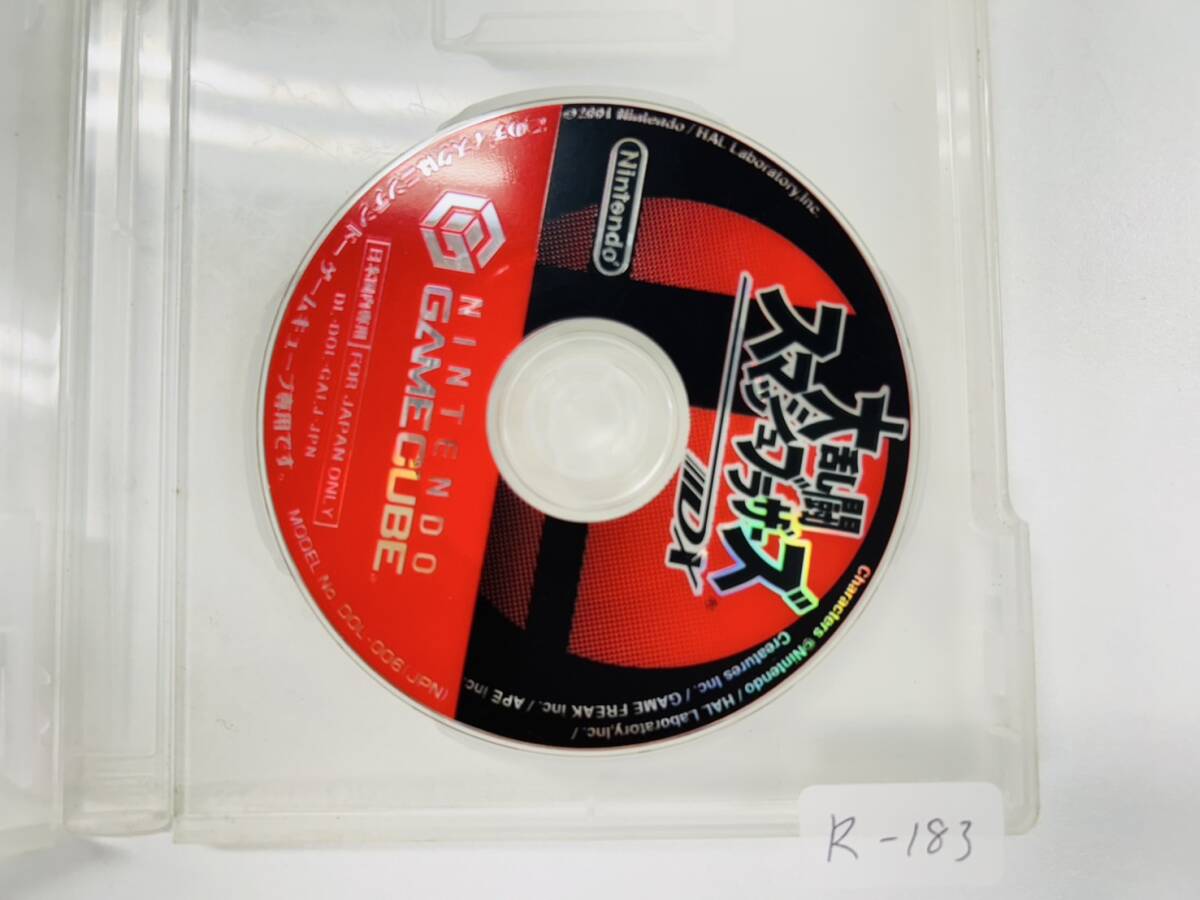 ©2001 Nintendo / HAL Laboratory,Inc.
Nintendo®
大乱闘
スマッシュブラザーズ
DX®
NINTENDO
GAMECUBE®
日本国内専用 FOR JAPAN ONLY
DL-DOL-GALJ-JPN
このディスクはニンテンドーゲームキューブ専用です。
MODEL No. DOL-006(JPN)
Characters ©Nintendo / HAL Laboratory,Inc. /
Creatures Inc. / GAME FREAK inc. / APE inc.
R-183